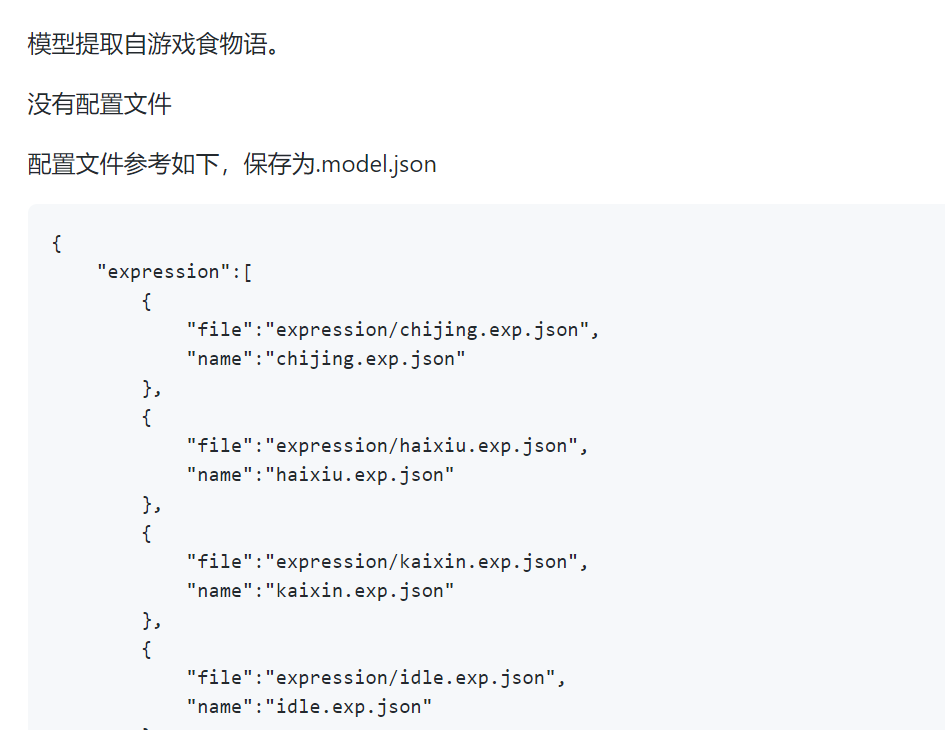 模型提取自游戏食物语。
没有配置文件
配置文件参考如下，保存为.model.json
{
    "expression":[
        {
            "file":"expression/chijing.exp.json",
            "name":"chijing.exp.json"
        },
        {
            "file":"expression/haixiu.exp.json",
            "name":"haixiu.exp.json"
        },
        {
            "file":"expression/kaixin.exp.json",
            "name":"kaixin.exp.json"
        },
        {
            "file":"expression/idle.exp.json",
            "name":"idle.exp.json"